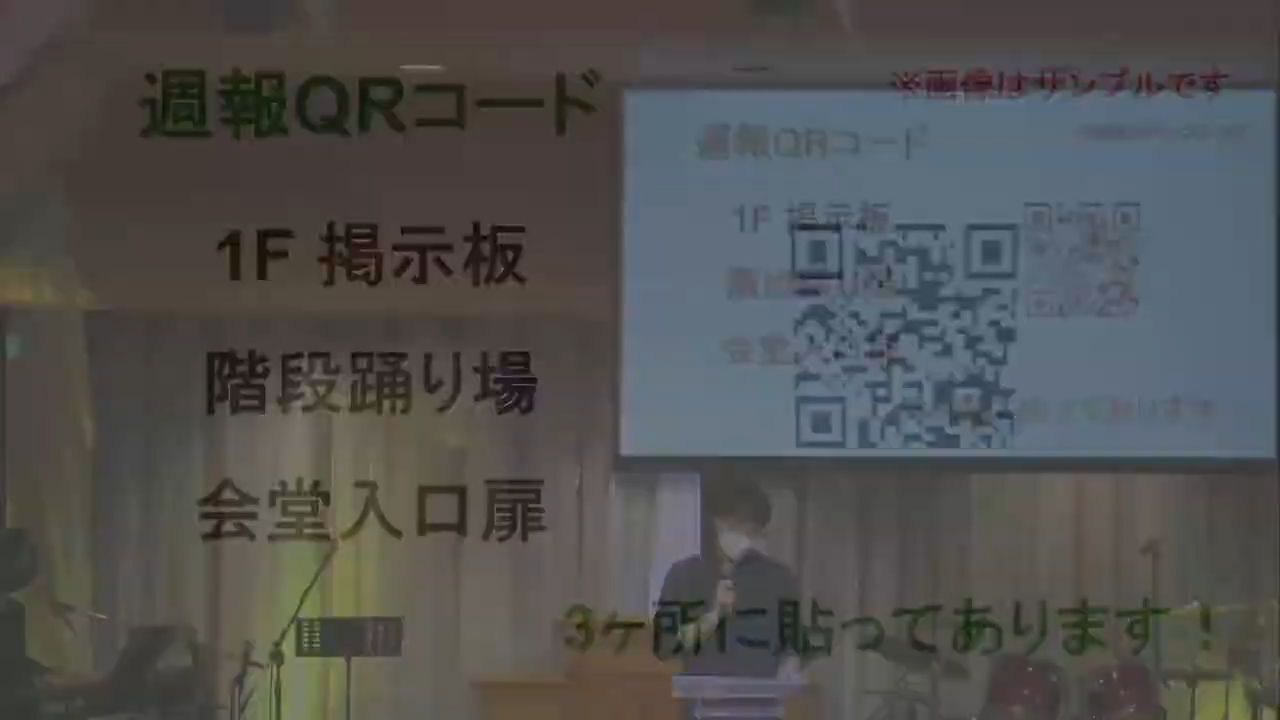 週報QRコード
※画像はサンプルです
1F 掲示板
階段踊り場
会堂入口扉
3ヶ所に貼ってあります！
週報QRコード
1F 掲示板